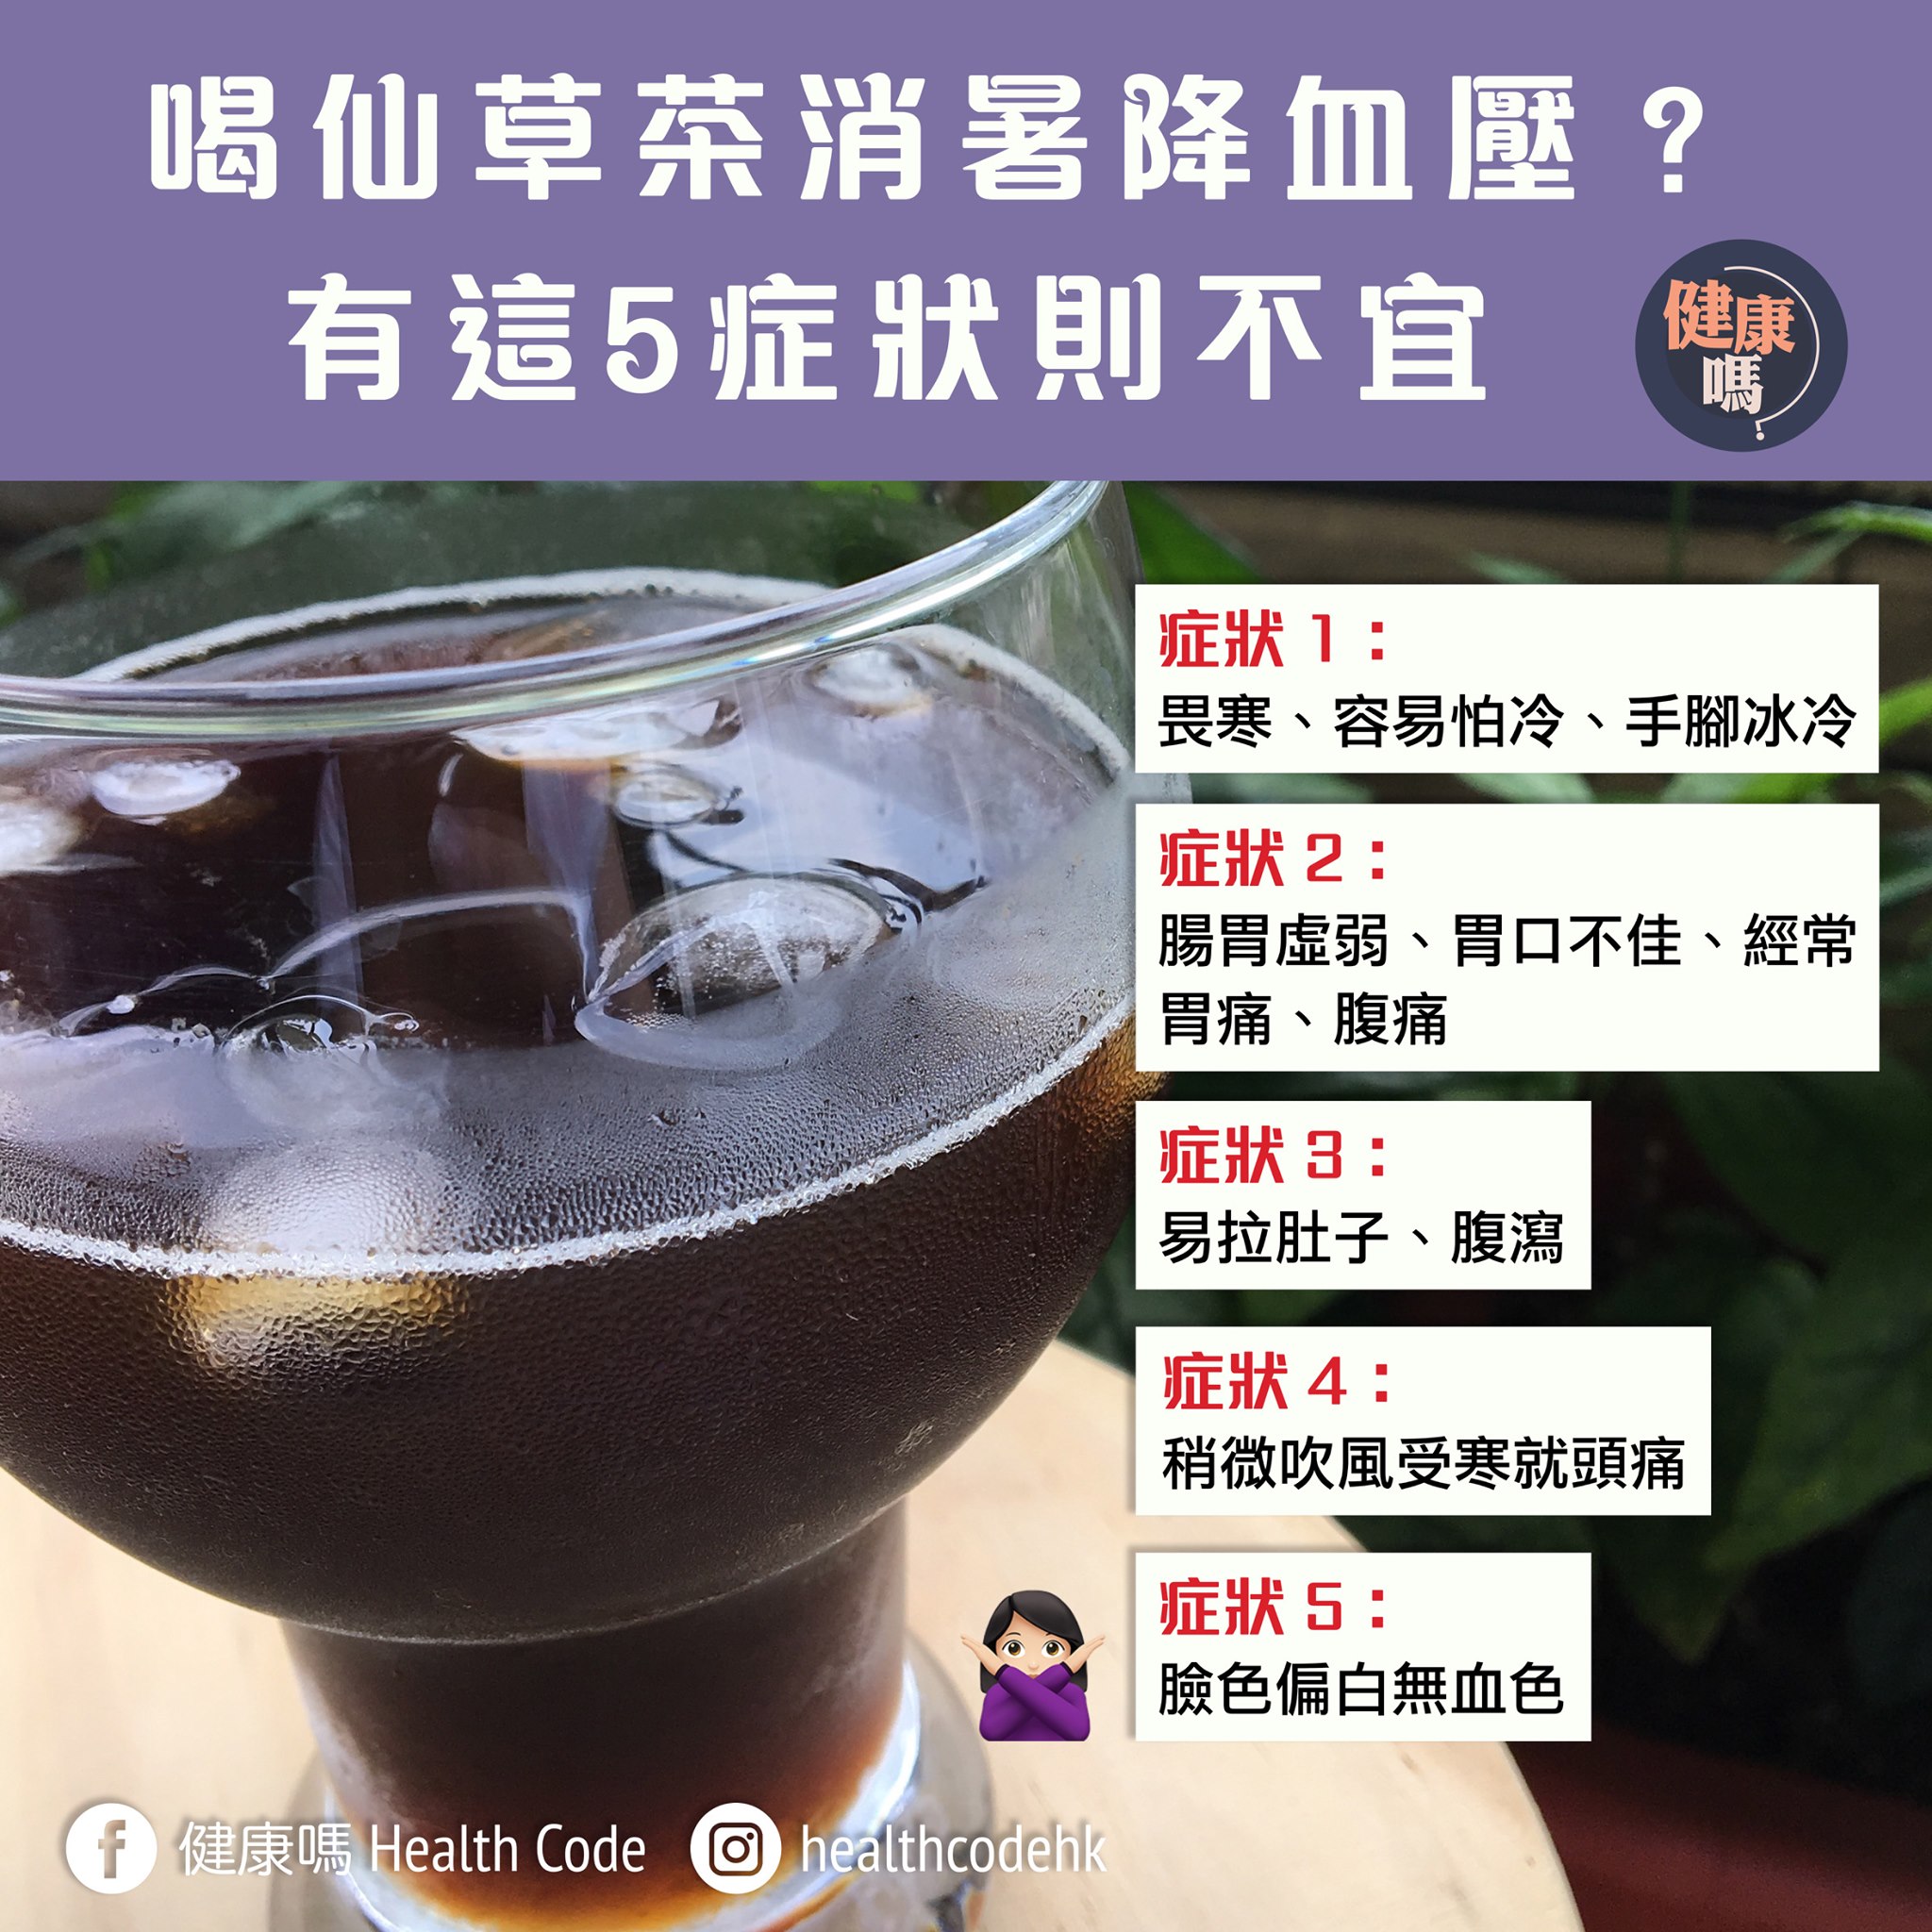 喝仙草茶消暑降血壓？
有這5症狀則不宜
健康
嗎
症狀1：
畏寒、容易怕冷、手腳冰冷
症狀2：
腸胃虛弱、胃口不佳、經常
胃痛、腹痛
症狀3：
易拉肚子、腹瀉
症狀4：
稍微吹風受寒就頭痛
症狀5：
臉色偏白無血色
健康嗎 Health Code
healthcodehk